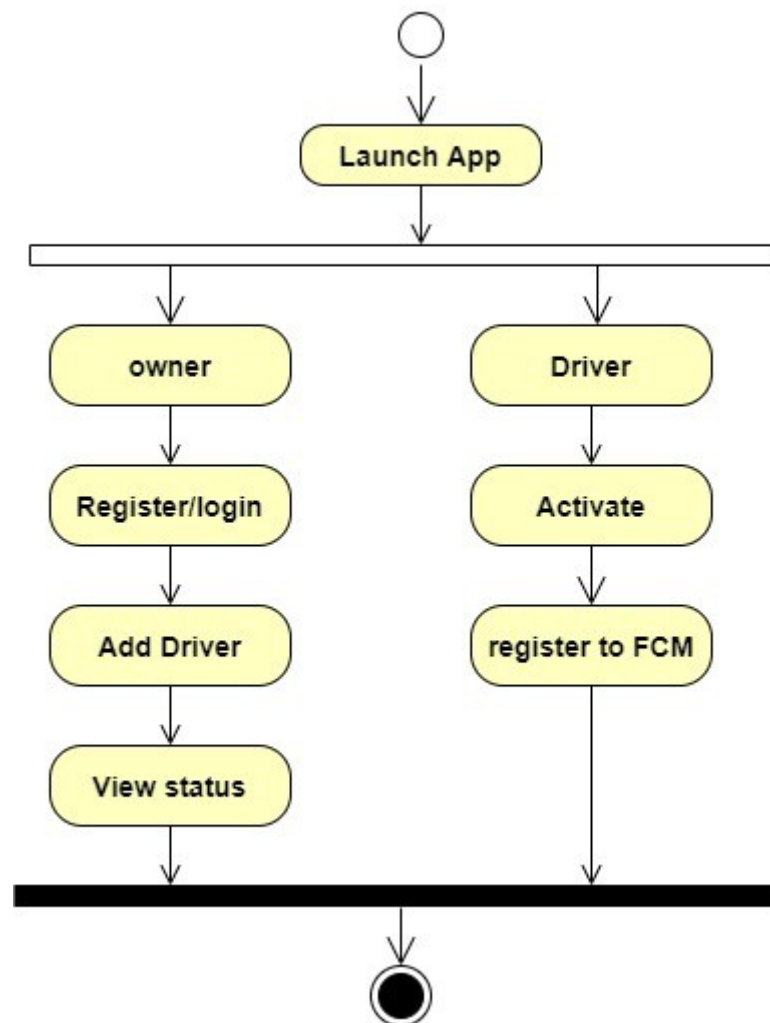 Launch App
owner
Driver
Register/login
Activate
Add Driver
register to FCM
View status